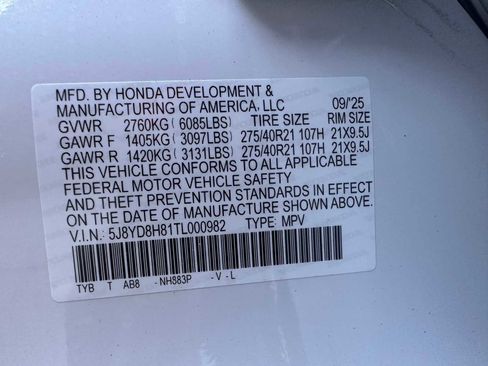 MFD. BY HONDA DEVELOPMENT &
MANUFACTURING OF AMERICA, LLC 09/'25
GVWR 2760KG (6085LBS) TIRE SIZE RIM SIZE
GAWR F 1405KG (3097LBS) 275/40R21 107H 21X9.5J
GAWR R 1420KG (3131LBS) 275/40R21 107H 21X9.5J
THIS VEHICLE CONFORMS TO ALL APPLICABLE
FEDERAL MOTOR VEHICLE SAFETY
AND THEFT PREVENTION STANDARDS IN EFFECT
ON THE DATE OF MANUFACTURE SHOWN ABOVE.
V.I.N.: 5J8YD8H81TL000982 TYPE: MPV
TYB T AB8 -NH883P -V-L